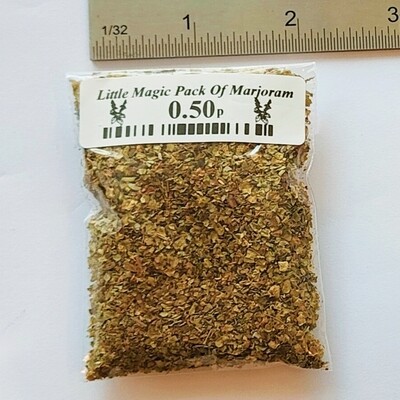 1/32 1 2 3
Little Magic Pack Of Marjoram
0.50p